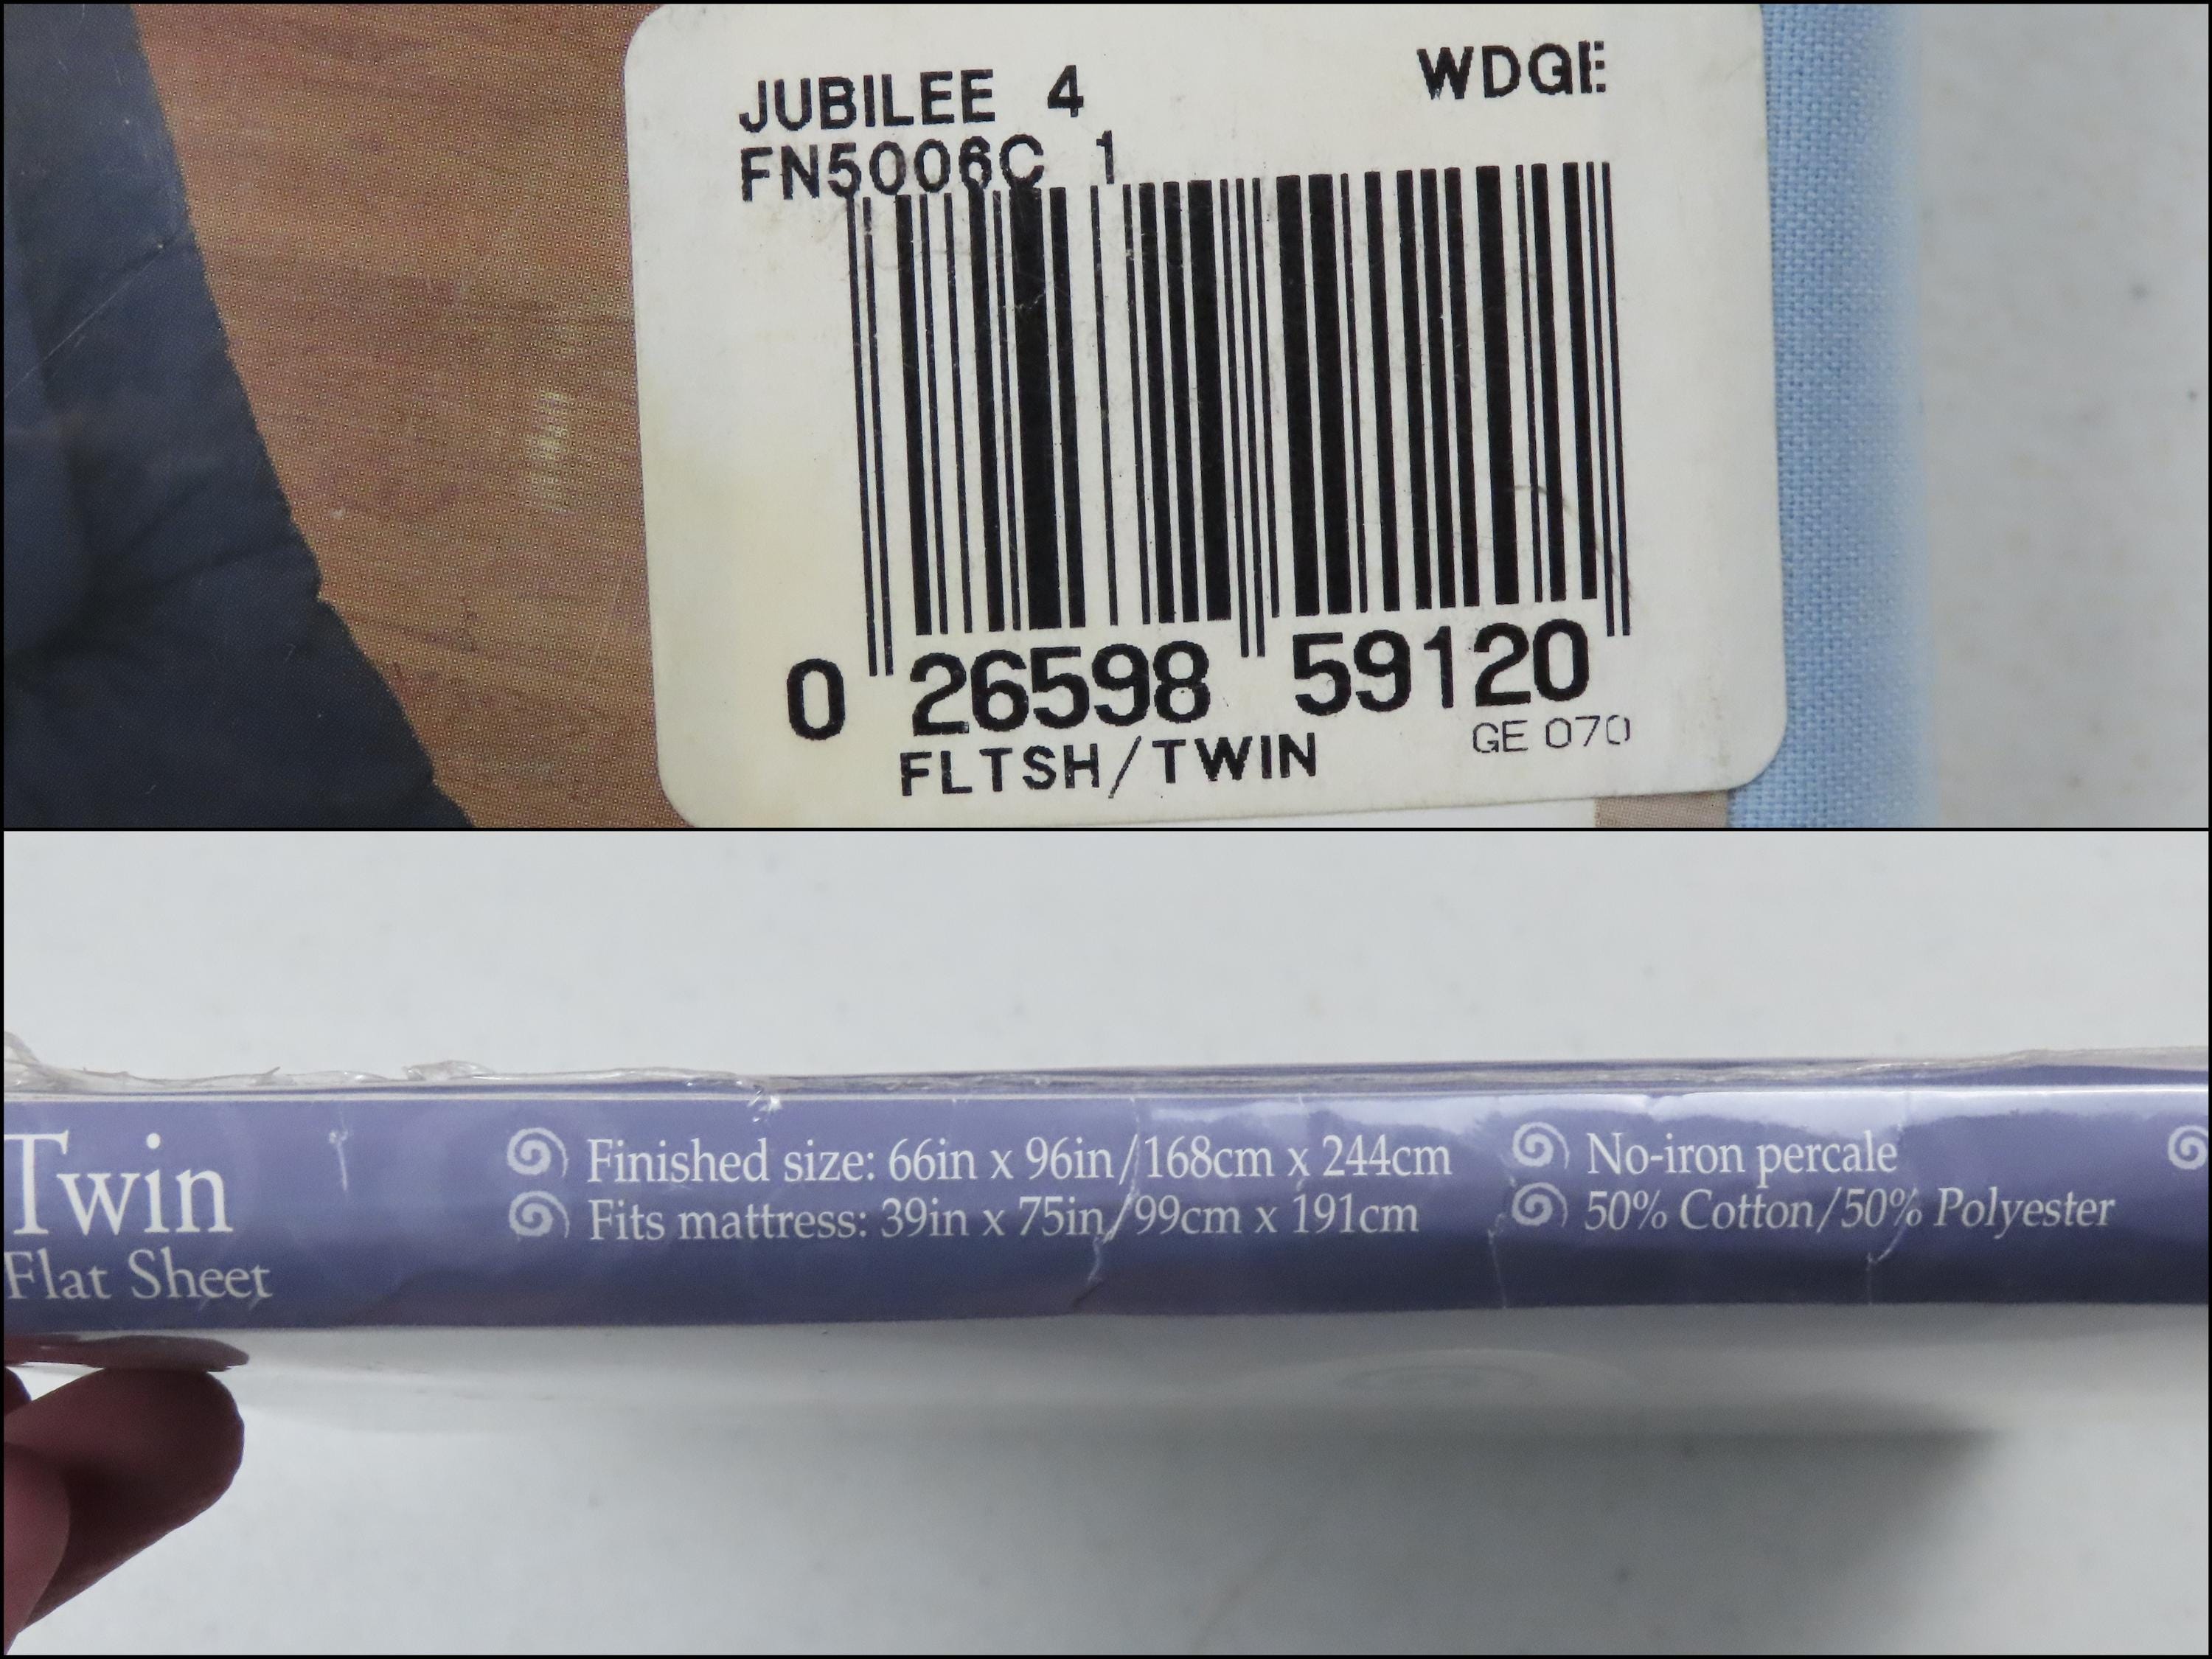 JUBILEE 4 WDGE
FN5006C 1
0 26598 59120
FLTSH/TWIN GE 070
Twin
Flat Sheet
Finished size: 66in x 96in/168cm x 244cm
Fits mattress: 39in x 75in/99cm x 191cm
No-iron percale
50% Cotton/50% Polyester